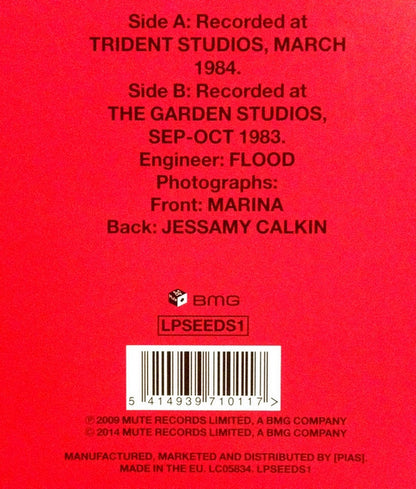 Side A: Recorded at
TRIDENT STUDIOS, MARCH
1984.
Side B: Recorded at
THE GARDEN STUDIOS,
SEP-OCT 1983.
Engineer: FLOOD
Photographs:
Front: MARINA
Back: JESSAMY CALKIN
BMG
LPSEEDS1
5 414939 710117 >
℗ 2009 MUTE RECORDS LIMITED, A BMG COMPANY
© 2014 MUTE RECORDS LIMITED, A BMG COMPANY
MANUFACTURED, MARKETED AND DISTRIBUTED BY [PIAS].
MADE IN THE EU. LC05834. LPSEEDS1